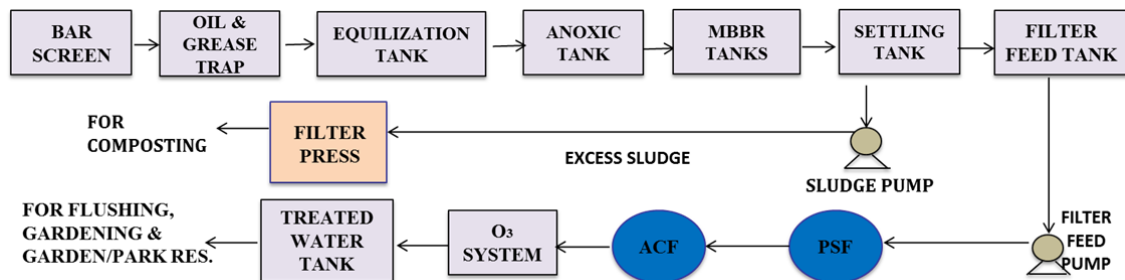 BAR
SCREEN
OIL &
GREASE
TRAP
EQUILIZATION
TANK
ANOXIC
TANK
MBBR
TANKS
SETTLING
TANK
FILTER
FEED TANK
FOR
COMPOSTING
FILTER
PRESS
EXCESS SLUDGE
SLUDGE PUMP
FOR FLUSHING,
GARDENING &
GARDEN/PARK RES.
TREATED
WATER
TANK
O₃
SYSTEM
ACF
PSF
FILTER
FEED
PUMP